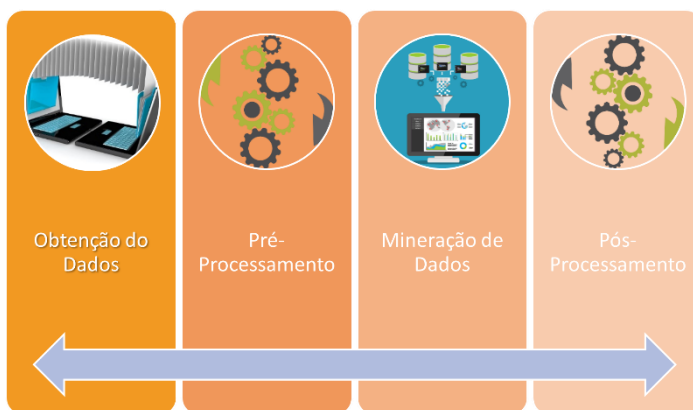 Obtenção do
Dados
Pré-
Processamento
Mineração de
Dados
Pós-
Processamento